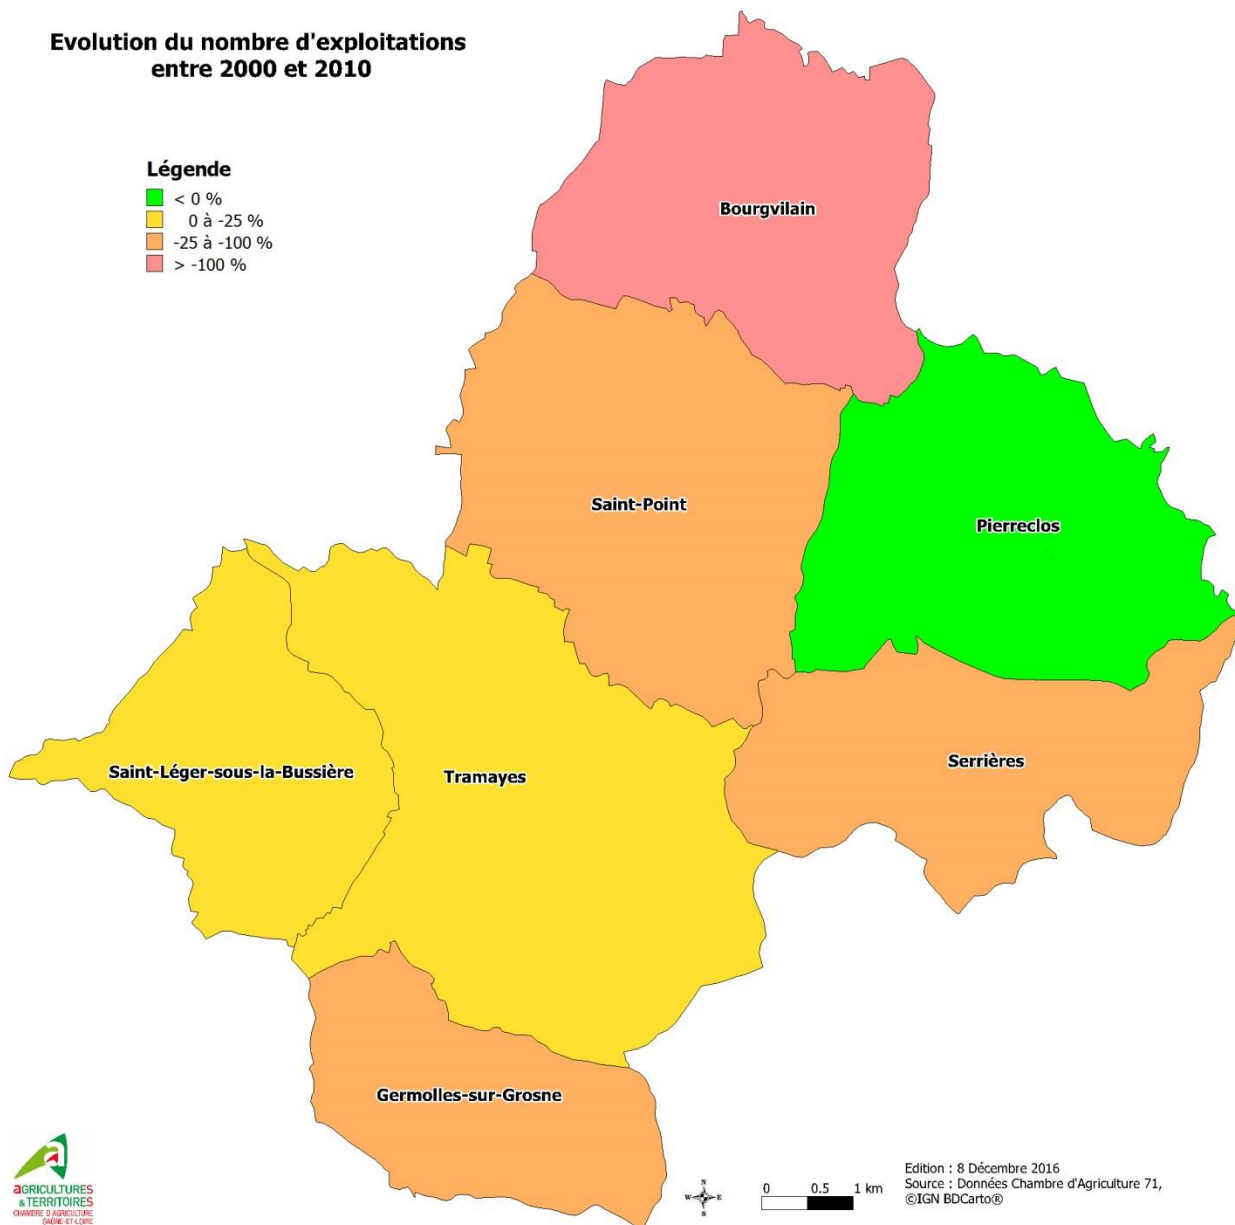 Evolution du nombre d'exploitations
entre 2000 et 2010
Légende
< 0 %
0 à -25 %
-25 à -100 %
> -100 %
Bourgvilain
Saint-Point
Pierreclos
Saint-Léger-sous-la-Bussière
Tramayes
Serrières
Germolles-sur-Grosne
aGRICULTURES
& TERRITOIRES
CHAMBRE D'AGRICULTURE
SAÔNE-ET-LOIRE
N
W E
S
0 0.5 1 km
Edition : 8 Décembre 2016
Source : Données Chambre d'Agriculture 71,
©IGN BDCarto®